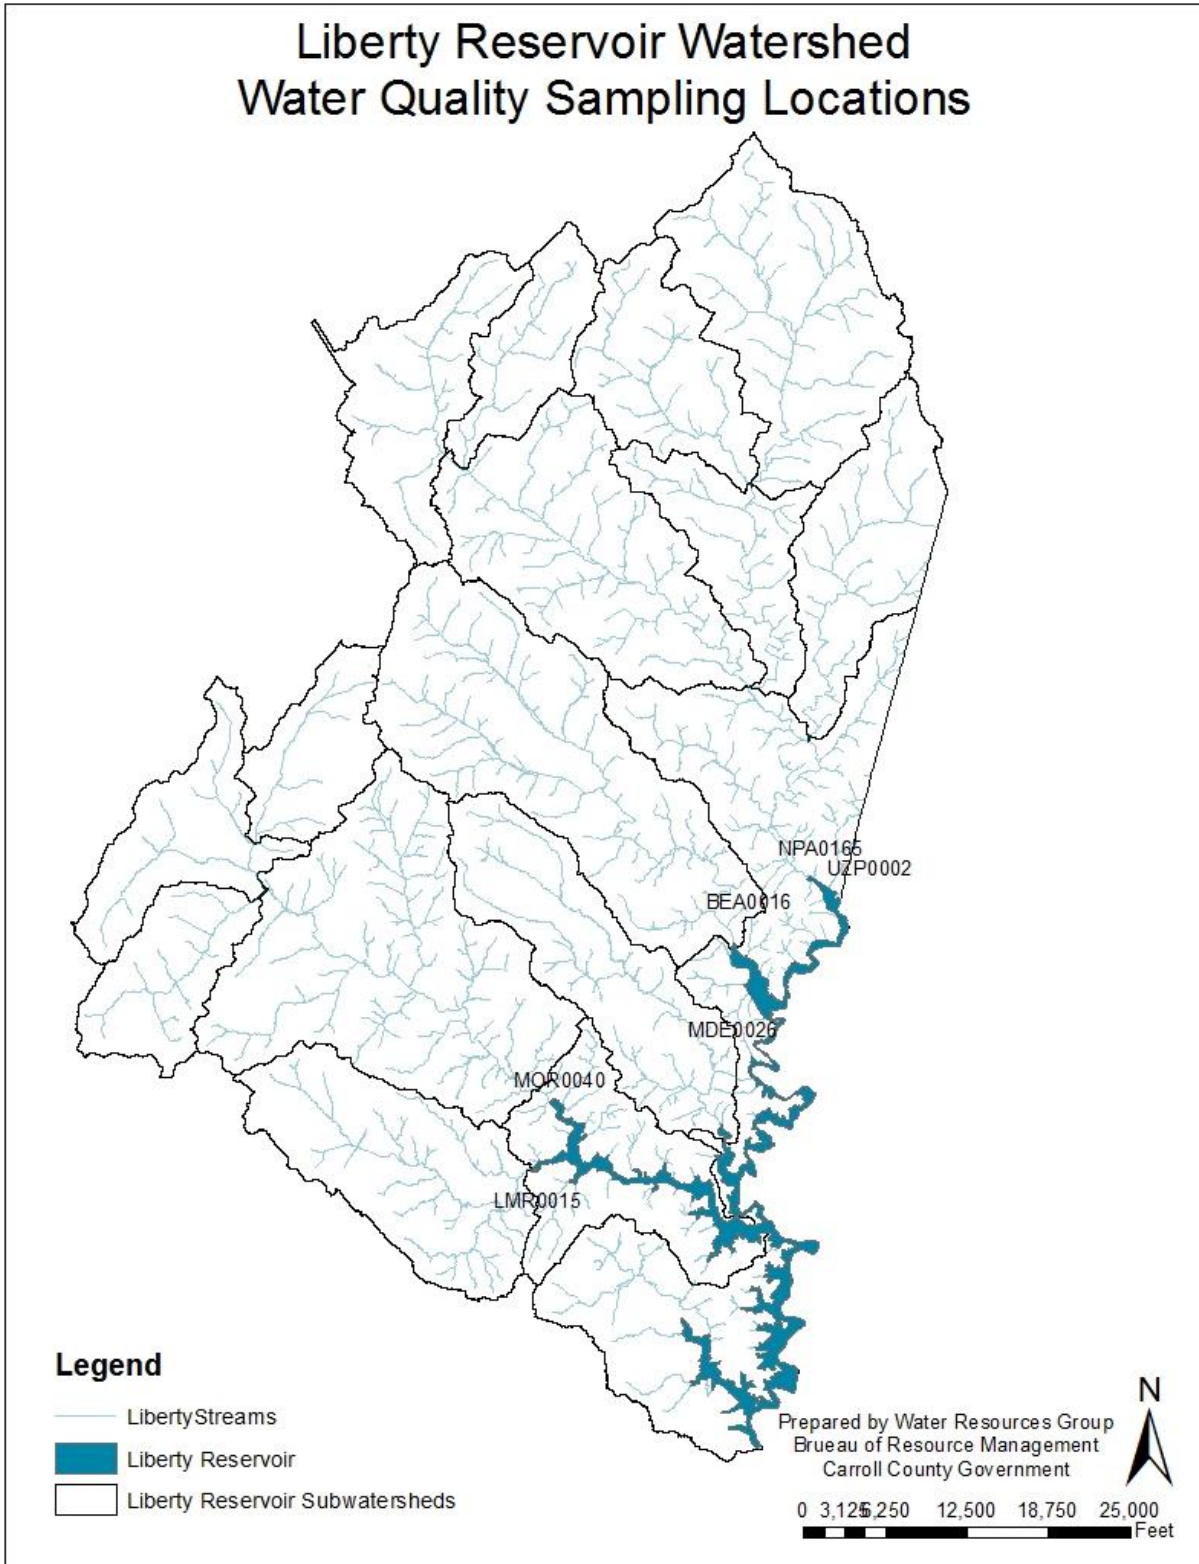 Liberty Reservoir Watershed
Water Quality Sampling Locations
NPA0165
UZP0002
BEA0016
MDE0026
MOR0040
LMR0015
Legend
LibertyStreams
Liberty Reservoir
Liberty Reservoir Subwatersheds
N
Prepared by Water Resources Group
Brueau of Resource Management
Carroll County Government
0 3,125 6,250 12,500 18,750 25,000
Feet